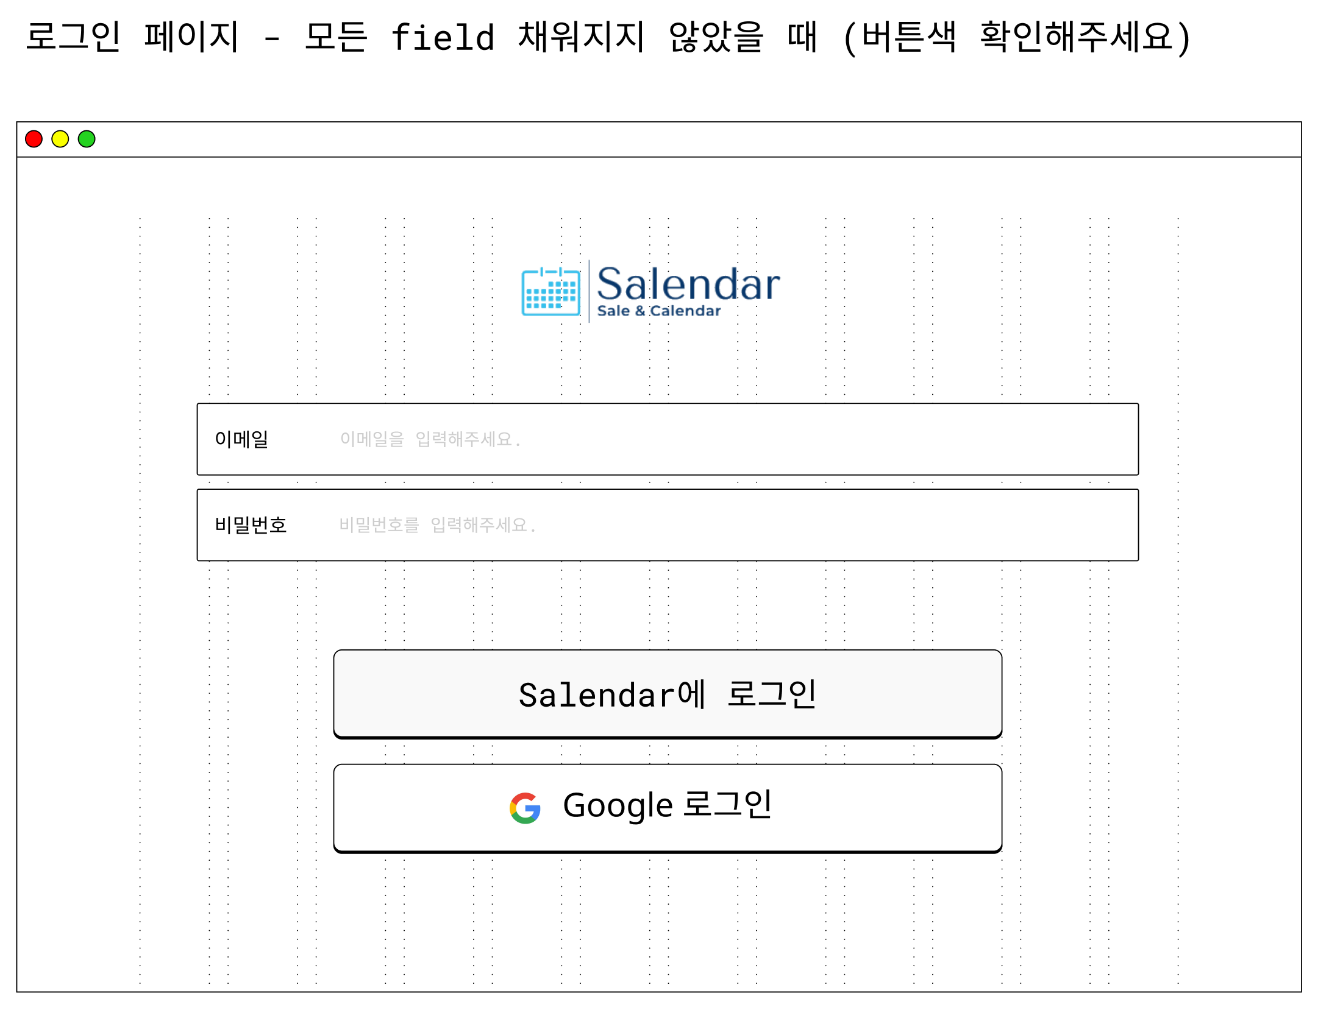 로그인 페이지 - 모든 field 채워지지 않았을 때 (버튼색 확인해주세요)
Salendar
Sale & Calendar
이메일 이메일을 입력해주세요.
비밀번호 비밀번호를 입력해주세요.
Salendar에 로그인
Google 로그인